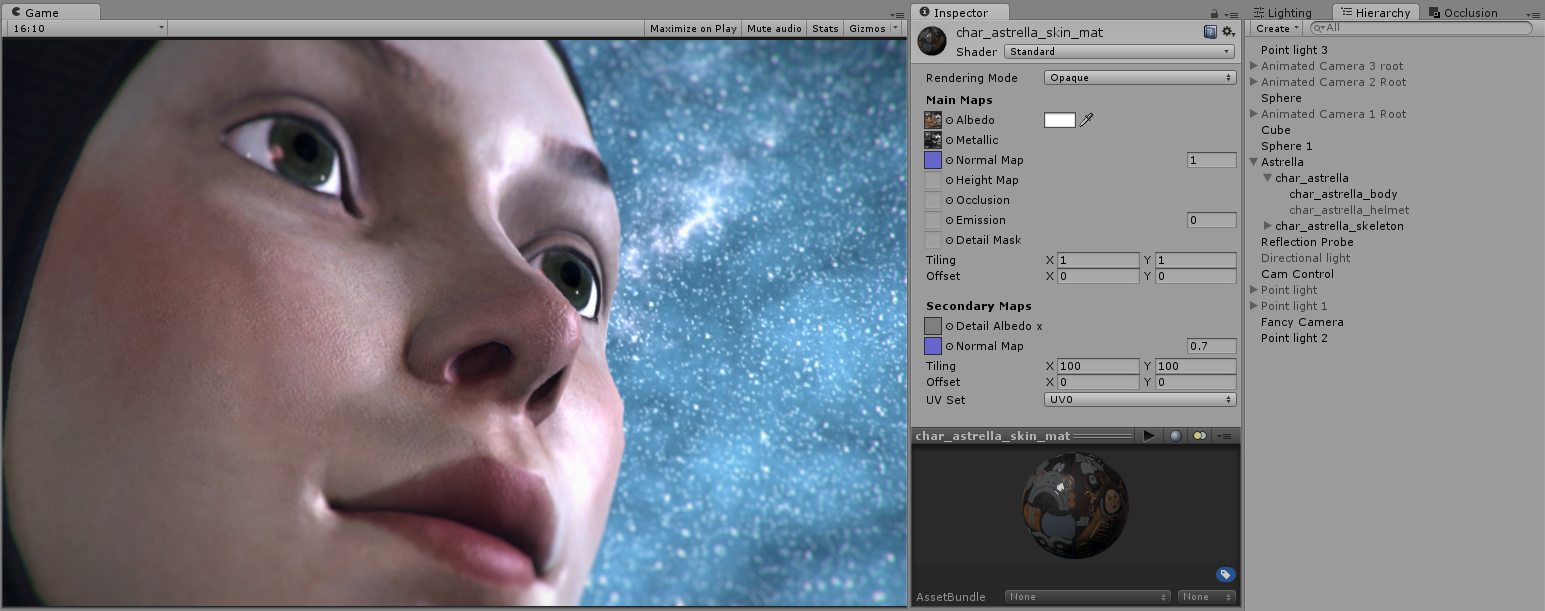 Game
16:10
Maximize on Play Mute audio Stats Gizmos
Inspector
char_astrella_skin_mat
Shader Standard
Rendering Mode Opaque
Main Maps
Albedo
Metallic
Normal Map 1
Height Map
Occlusion
Emission 0
Detail Mask
Tiling X 1 Y 1
Offset X 0 Y 0
Secondary Maps
Detail Albedo x
Normal Map 0.7
Tiling X 100 Y 100
Offset X 0 Y 0
UV Set UV0
char_astrella_skin_mat
AssetBundle None None
Lighting Hierarchy Occlusion
Create All
Point light 3
Animated Camera 3 root
Animated Camera 2 Root
Sphere
Animated Camera 1 Root
Cube
Sphere 1
Astrella
char_astrella
char_astrella_body
char_astrella_helmet
char_astrella_skeleton
Reflection Probe
Directional light
Cam Control
Point light
Point light 1
Fancy Camera
Point light 2